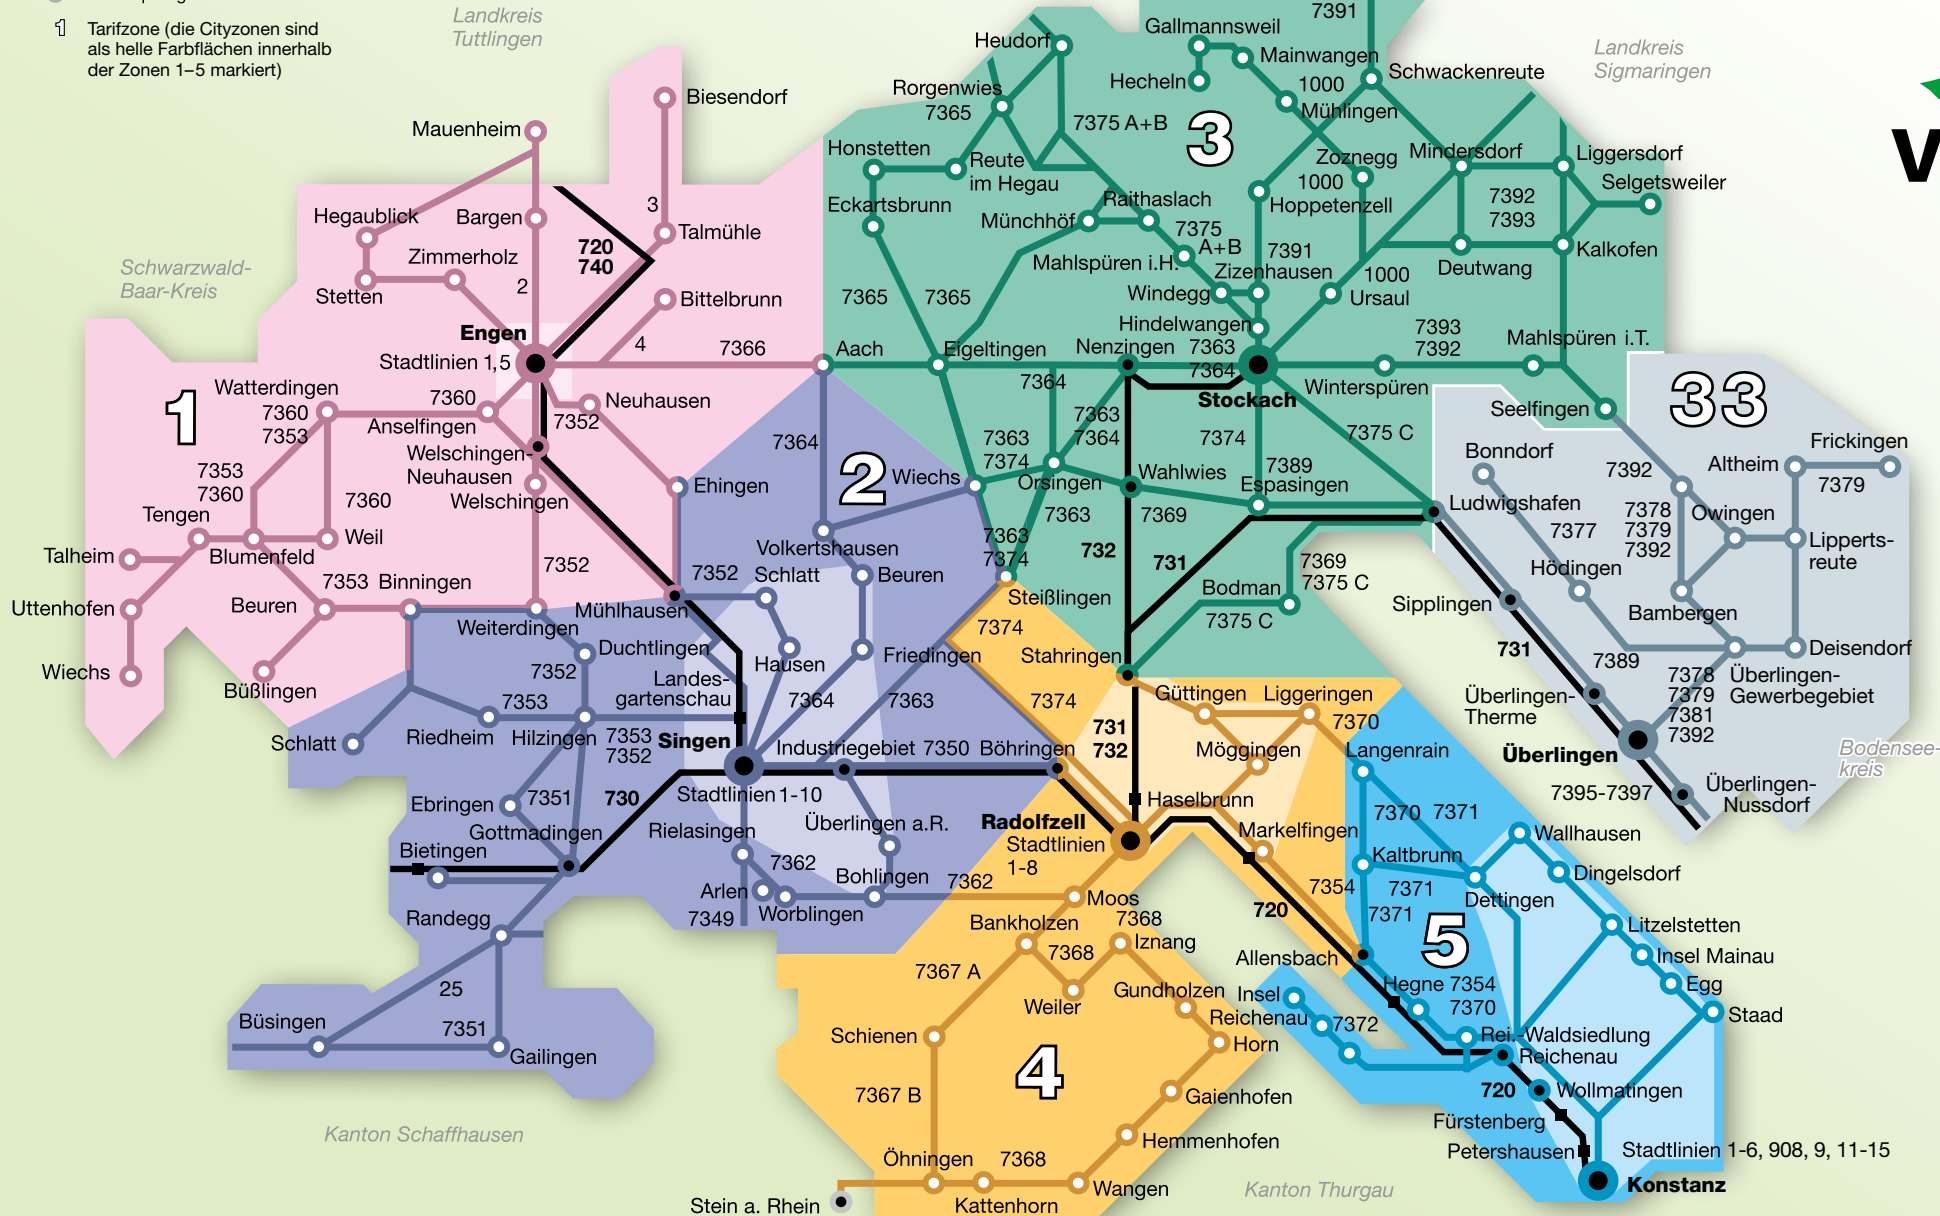 1 Tarifzone (die Cityzonen sind
als helle Farbflächen innerhalb
der Zonen 1–5 markiert)
Landkreis
Tuttlingen
Landkreis
Sigmaringen
Schwarzwald-
Baar-Kreis
Kanton Schaffhausen
Kanton Thurgau
Bodensee-
kreis
V
1
Mauenheim
Biesendorf
Hegaublick
Bargen
3
Talmühle
Zimmerholz
720
740
Stetten
2
Bittelbrunn
Engen
Stadtlinien 1,5
4
7366
Watterdingen
7360
7353
7360
Anselfingen
Neuhausen
7352
Welschingen-
Neuhausen
Welschingen
7353
7360
7360
Ehingen
Tengen
Talheim
Blumenfeld
Weil
7352
7353
Binningen
Uttenhofen
Beuren
Weiterdingen
Mühlhausen
Wiechs
Büßlingen
2
7364
Wiechs
Volkertshausen
7352
Schlatt
Beuren
Duchtlingen
Hausen
Friedingen
7352
Landes-
gartenschau
7353
7364
7363
Schlatt
Riedheim
Hilzingen
7353
7352
Singen
Industriegebiet
7350
Böhringen
Stadtlinien 1-10
Ebringen
7351
730
Gottmadingen
Rielasingen
Überlingen a.R.
Bietingen
7362
Arlen
Bohlingen
7362
Worblingen
7349
Randegg
25
Büsingen
7351
Gailingen
3
7391
Gallmannsweil
Heudorf
Mainwangen
Hecheln
1000
Schwackenreute
Rorgenwies
7365
Mühlingen
7375 A+B
Honstetten
Reute
im Hegau
Zoznegg
1000
Mindersdorf
Liggersdorf
Selgetsweiler
Eckartsbrunn
Raithaslach
Münchhöf
Hoppetenzell
7392
7393
7375
A+B
7391
Kalkofen
Mahlspüren i.H.
Zizenhausen
1000
Deutwang
7365
7365
Windegg
Ursaul
Hindelwangen
7393
7392
Mahlspüren i.T.
Aach
Eigeltingen
Nenzingen
7363
7364
7364
Stockach
Winterspüren
Seelfingen
7363
7364
7363
7374
7374
7375 C
Orsingen
Wahlwies
7389
Espasingen
7363
7369
7363
7374
732
731
7369
7375 C
Bodman
7375 C
Steißlingen
Stahringen
33
Bonndorf
7392
Altheim
Frickingen
7379
Ludwigshafen
7378
7379
7392
Owingen
7377
Lipperts-
reute
Hödingen
Sipplingen
Bambergen
731
7389
Deisendorf
7378
7379
7381
7392
Überlingen-
Gewerbegebiet
Überlingen-
Therme
Überlingen
7395-7397
Überlingen-
Nussdorf
4
7374
7374
Güttingen
Liggeringen
731
732
7370
Möggingen
Haselbrunn
Radolfzell
Stadtlinien
1-8
Markelfingen
7354
720
Moos
Bankholzen
7368
7368
Iznang
7367 A
Weiler
Gundholzen
Schienen
Horn
7367 B
Gaienhofen
Hemmenhofen
Öhningen
7368
Wangen
Kattenhorn
Stein a. Rhein
5
Langenrain
7370
7371
Wallhausen
Kaltbrunn
Dingelsdorf
7371
Dettingen
7371
Litzelstetten
Allensbach
Insel Mainau
Hegne
7354
7370
Egg
Insel
Reichenau
7372
Staad
Rei.-Waldsiedlung
Reichenau
720
Wollmatingen
Fürstenberg
Petershausen
Stadtlinien 1-6, 908, 9, 11-15
Konstanz